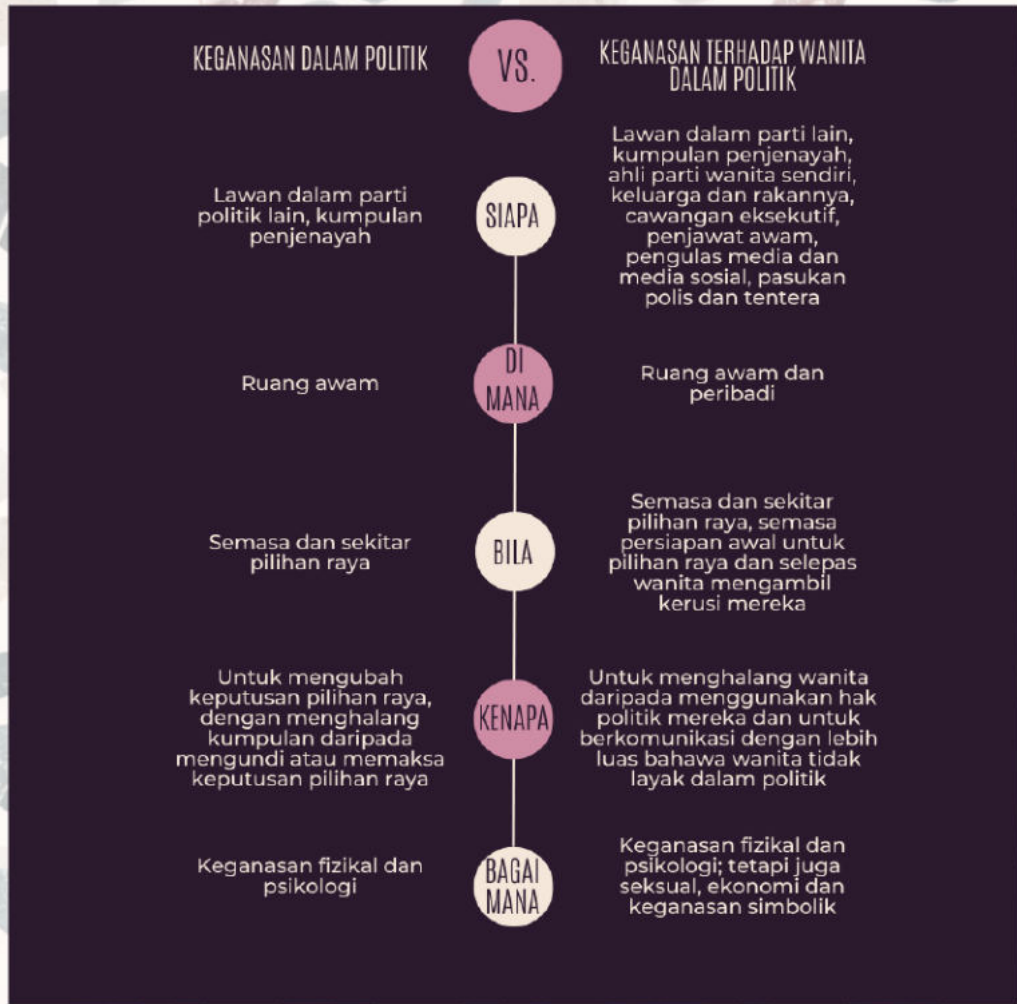 KEGANASAN DALAM POLITIK
VS.
KEGANASAN TERHADAP WANITA
DALAM POLITIK
Lawan dalam parti
politik lain, kumpulan
penjenayah
SIAPA
Lawan dalam parti lain,
kumpulan penjenayah,
ahli parti wanita sendiri,
keluarga dan rakannya,
cawangan eksekutif,
penjawat awam,
pengulas media dan
media sosial, pasukan
polis dan tentera
Ruang awam
DI
MANA
Ruang awam dan
peribadi
Semasa dan sekitar
pilihan raya
BILA
Semasa dan sekitar
pilihan raya, semasa
persiapan awal untuk
pilihan raya dan selepas
wanita mengambil
kerusi mereka
Untuk mengubah
keputusan pilihan raya,
dengan menghalang
kumpulan daripada
mengundi atau memaksa
keputusan pilihan raya
KENAPA
Untuk menghalang wanita
daripada menggunakan hak
politik mereka dan untuk
berkomunikasi dengan lebih
luas bahawa wanita tidak
layak dalam politik
Keganasan fizikal dan
psikologi
BAGAI
MANA
Keganasan fizikal dan
psikologi; tetapi juga
seksual, ekonomi dan
keganasan simbolik